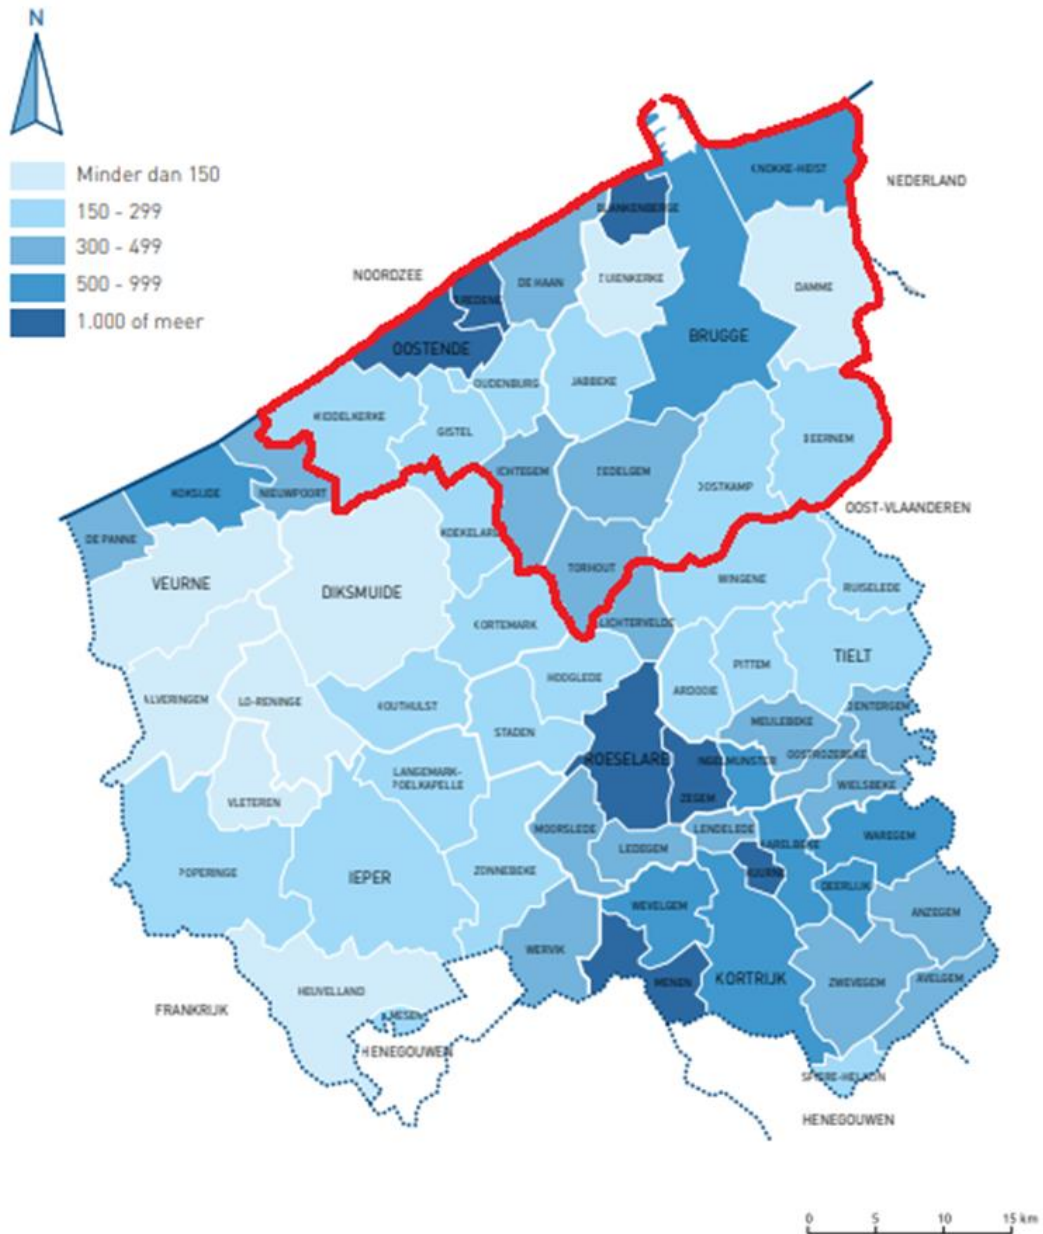 N
Minder dan 150
150 - 299
300 - 499
500 - 999
1.000 of meer
KNOKKE-HEIST
NEDERLAND
BLANKENBERGE
NOORDZEE
DE HAAN
ZUIENKERKE
DAMME
BREDENE
BRUGGE
OOSTENDE
OUDENBURG
JABBEKE
MIDDELKERKE
GISTEL
BEERNEM
ICHTEGEM
ZEDELGEM
OOSTKAMP
KOKSIJDE
NIEUWPOORT
OOST-VLAANDEREN
DE PANNE
KOEKELARE
TORHOUT
WINGENE
VEURNE
DIKSMUIDE
RUISELEDE
KORTEMARK
LICHTERVELDE
TIELT
PITTEM
HOOGLEDE
ARDOOIE
ALVERINGEM
LO-RENINGE
HOUTHULST
DENTERGEM
MEULEBEKE
STADEN
OOSTROZEBEKE
ROESELARE
INGELMUNSTER
LANGEMARK-
POELKAPELLE
WIELSBEKE
VLETEREN
IZEGEM
MOORSLEDE
LENDELEDE
WAREGEM
LEDEGEM
HARELBEKE
POPERINGE
IEPER
ZONNEBEKE
KUURNE
DEERLIJK
WEVELGEM
ANZEGEM
WERVIK
MENEN
KORTRIJK
ZWEVEGEM
AVELGEM
HEUVELLAND
FRANKRIJK
MESEN
HENEGOUWEN
SPIERE-HELKIJN
HENEGOUWEN
0 5 10 15 km